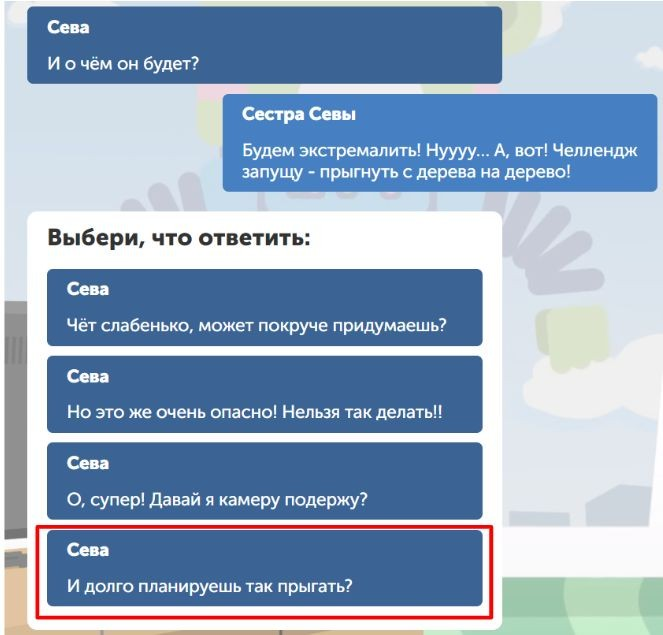 Сева
И о чём он будет?
Сестра Севы
Будем экстремалить! Нуууу... А, вот! Челлендж
запущу - прыгнуть с дерева на дерево!
Выбери, что ответить:
Сева
Чёт слабенько, может покруче придумаешь?
Сева
Но это же очень опасно! Нельзя так делать!!
Сева
О, супер! Давай я камеру подержу?
Сева
И долго планируешь так прыгать?